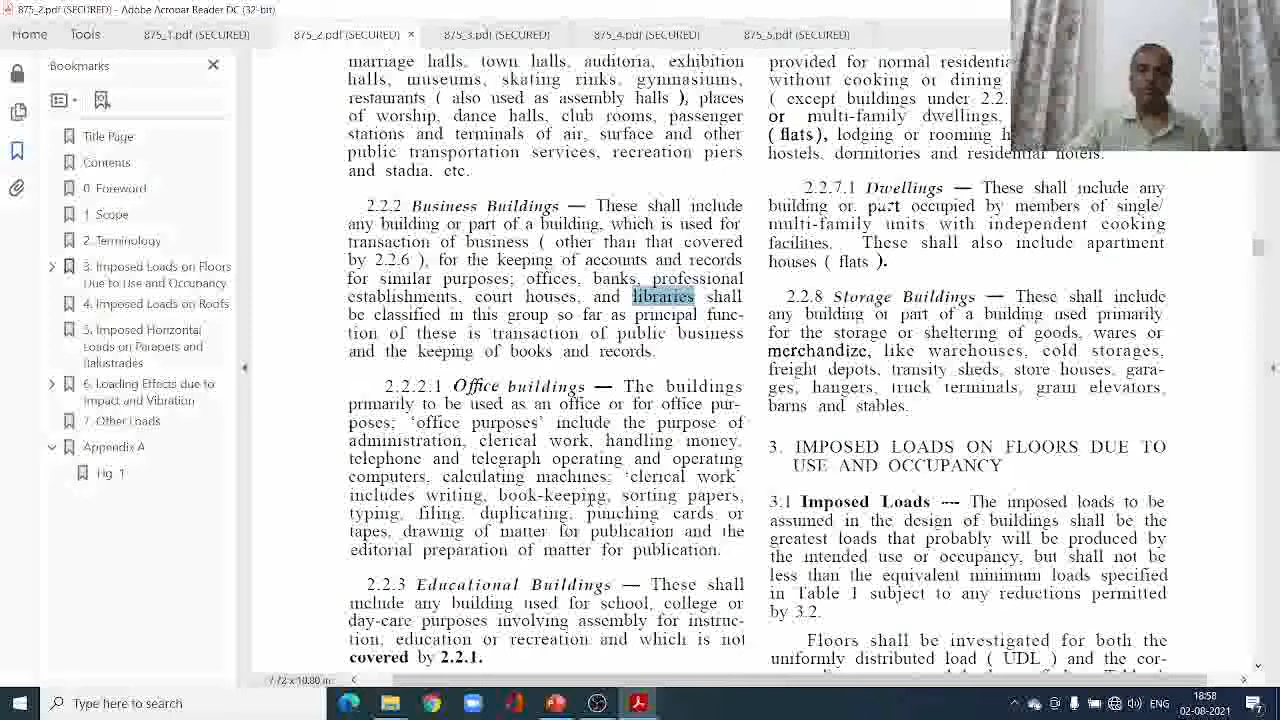 875_2.pdf (SECURED) - Adobe Acrobat Reader DC (32-bit)
Home
Tools
875_1.pdf (SECURED)
875_2.pdf (SECURED) ×
875_3.pdf (SECURED)
875_4.pdf (SECURED)
875_5.pdf (SECURED)
Bookmarks
Title Page
Contents
0. Foreword
1. Scope
2. Terminology
3. Imposed Loads on Floors
Due to Use and Occupancy
4. Imposed Loads on Roofs
5. Imposed Horizontal
Loads on Parapets and
Balustrades
6. Loading Effects due to
Impact and Vibration
7. Other Loads
Appendix A
Fig. 1
marriage halls, town halls, auditoria, exhibition
halls, museums, skating rinks, gymnasiums,
restaurants ( also used as assembly halls ), places
of worship, dance halls, club rooms, passenger
stations and terminals of air, surface and other
public transportation services, recreation piers
and stadia, etc.
2.2.2 Business Buildings — These shall include
any building or part of a building, which is used for
transaction of business ( other than that covered
by 2.2.6 ), for the keeping of accounts and records
for similar purposes; offices, banks, professional
establishments, court houses, and libraries shall
be classified in this group so far as principal func-
tion of these is transaction of public business
and the keeping of books and records.
2.2.2.1 Office buildings — The buildings
primarily to be used as an office or for office pur-
poses; 'office purposes' include the purpose of
administration, clerical work, handling money,
telephone and telegraph operating and operating
computers, calculating machines; 'clerical work'
includes writing, book-keeping, sorting papers,
typing, filing, duplicating, punching cards or
tapes, drawing of matter for publication and the
editorial preparation of matter for publication.
2.2.3 Educational Buildings — These shall
include any building used for school, college or
day-care purposes involving assembly for instruc-
tion, education or recreation and which is not
covered by 2.2.1.
provided for normal residential
without cooking or dining
( except buildings under 2.2.
or multi-family dwellings,
( flats ), lodging or rooming
hostels, dormitories and residential hotels.
2.2.7.1 Dwellings — These shall include any
building or part occupied by members of single/
multi-family units with independent cooking
facilities. These shall also include apartment
houses ( flats ).
2.2.8 Storage Buildings — These shall include
any building or part of a building used primarily
for the storage or sheltering of goods, wares or
merchandize, like warehouses, cold storages,
freight depots, transity sheds, store houses, gara-
ges, hangers, truck terminals, grain elevators,
barns and stables.
3. IMPOSED LOADS ON FLOORS DUE TO
USE AND OCCUPANCY
3.1 Imposed Loads — The imposed loads to be
assumed in the design of buildings shall be the
greatest loads that probably will be produced by
the intended use or occupancy, but shall not be
less than the equivalent minimum loads specified
in Table 1 subject to any reductions permitted
by 3.2.
Floors shall be investigated for both the
uniformly distributed load ( UDL ) and the cor-
7.72 x 10.80 in
Type here to search
ENG
18:58
02-08-2021